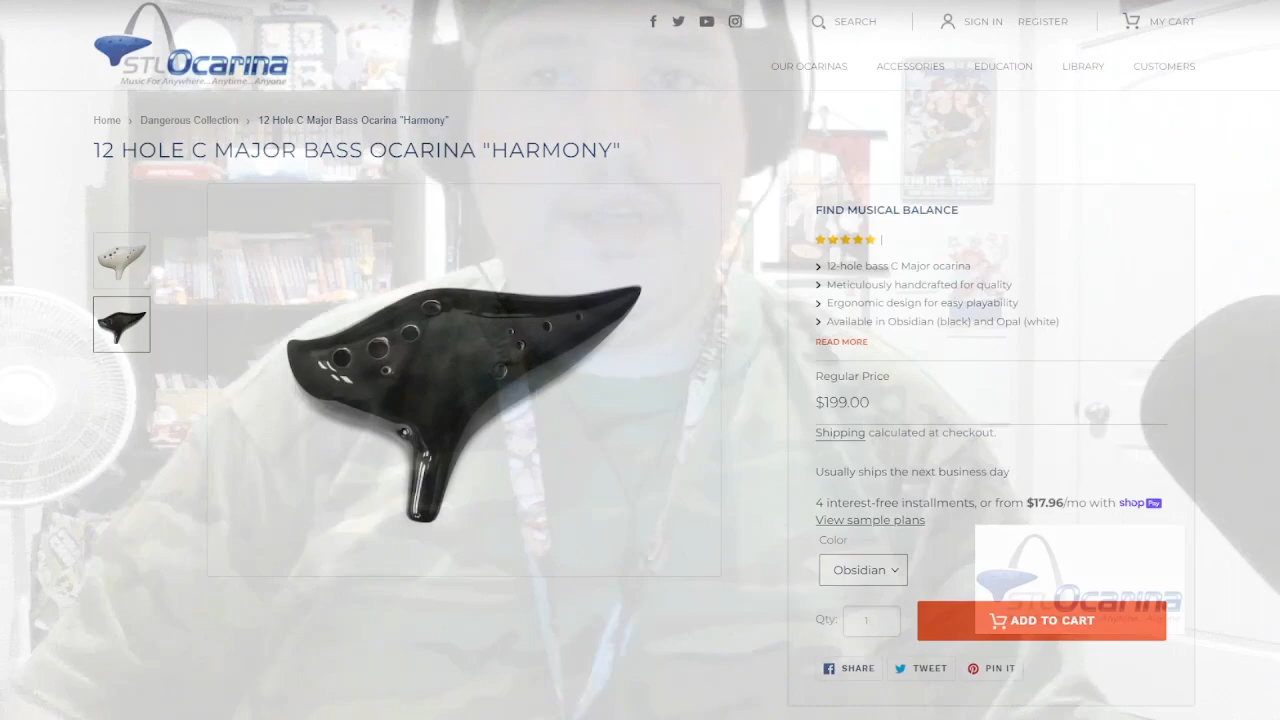 SEARCH
SIGN IN
REGISTER
MY CART
STLOcarina
Music For Anywhere...Anytime...Anyone
OUR OCARINAS
ACCESSORIES
EDUCATION
LIBRARY
CUSTOMERS
Home › Dangerous Collection › 12 Hole C Major Bass Ocarina "Harmony"
12 HOLE C MAJOR BASS OCARINA "HARMONY"
FIND MUSICAL BALANCE
12-hole bass C Major ocarina
Meticulously handcrafted for quality
Ergonomic design for easy playability
Available in Obsidian (black) and Opal (white)
READ MORE
Regular Price
$199.00
Shipping calculated at checkout.
Usually ships the next business day
4 interest-free installments, or from $17.96/mo with shop Pay
View sample plans
Color
Obsidian
STLOcarina
Qty: 1
ADD TO CART
SHARE
TWEET
PIN IT